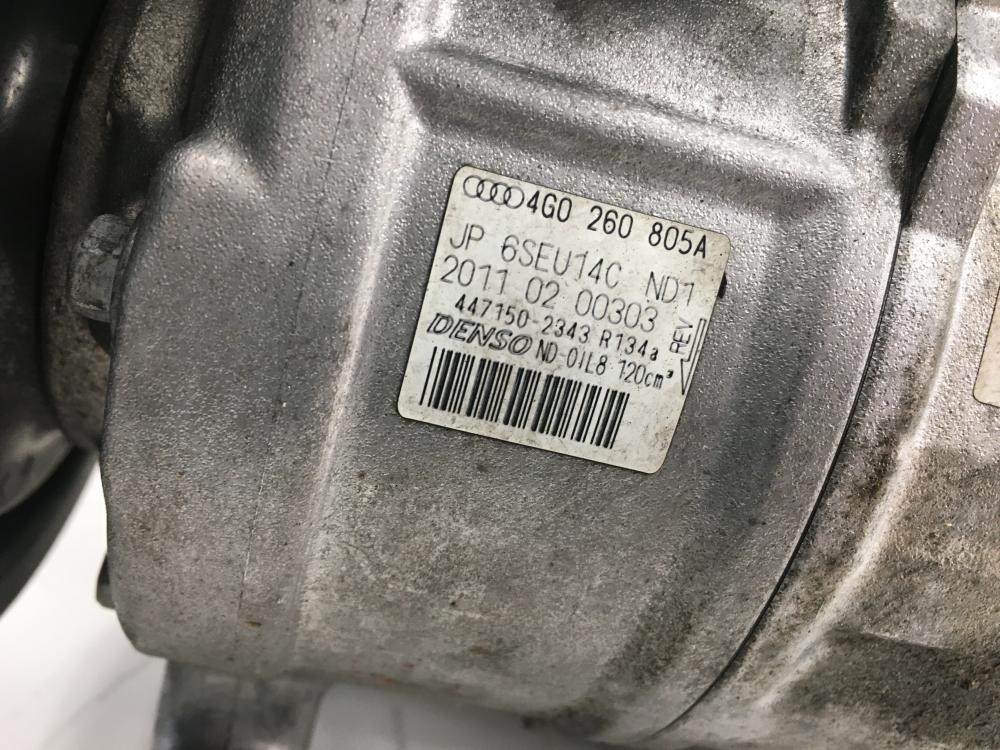 4G0 260 805A
JP 6SEU14C ND1
2011 02 00303
447150-2343 R134a
DENSO ND-OIL8 120cm³
REV